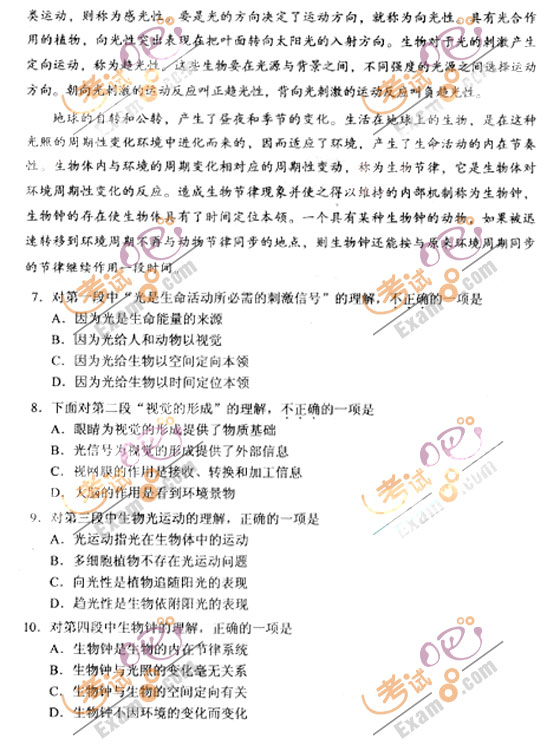 类运动，则称为感光性。要是光的方向决定了运动方向，就称为向光性。具有光合作
用的植物，向光性突出表现在把叶面转向太阳光的入射方向。生物对于光的刺激产生
定向运动，称为趋光性。这些生物要在光源与背景之间，不同强度的光源之间选择运动
方向。朝向光刺激的运动反应叫正趋光性，背向光刺激的运动反应叫负趋光性。
地球的自转和公转，产生了昼夜和季节的变化。生活在地球上的生物，是在这种
光照的周期性变化环境中进化而来的，因而适应了环境，产生了生命活动的内在节奏
性。生物体内与环境的周期变化相对应的周期性变动，称为生物节律，它是生物体对
环境周期性变化的反应。造成生物节律现象并使之得以维持的内部机制称为生物钟，
生物钟的存在使生物体具有了时间定位本领。一个具有某种生物钟的动物，如果被迅
速转移到环境周期不再与动物节律同步的地点，则生物钟还能按与原来环境周期同步
的节律继续作用一段时间。
7．对第一段中“光是生命活动所必需的刺激信号”的理解，不正确的一项是
A．因为光是生命能量的来源
B．因为光给人和动物以视觉
C．因为光给生物以空间定向本领
D．因为光给生物以时间定位本领
8．下面对第二段“视觉的形成”的理解，不正确的一项是
A．眼睛为视觉的形成提供了物质基础
B．光信号为视觉的形成提供了外部信息
C．视网膜的作用是接收、转换和加工信息
D．大脑的作用是看到环境景物
9．对第三段中生物光运动的理解，正确的一项是
A．光运动指光在生物体中的运动
B．多细胞植物不存在光运动问题
C．向光性是植物追随阳光的表现
D．趋光性是生物依附阳光的表现
10．对第四段中生物钟的理解，正确的一项是
A．生物钟是生物的内在节律系统
B．生物钟与光照的变化毫无关系
C．生物钟与生物的空间定向有关
D．生物钟不因环境的变化而变化
考试吧
Exam8.com
考试吧
Exam8.com
考试吧
Exam8.com
考试吧
Exam8.com
考试吧
Exam8.com
考试吧
Exam8.com